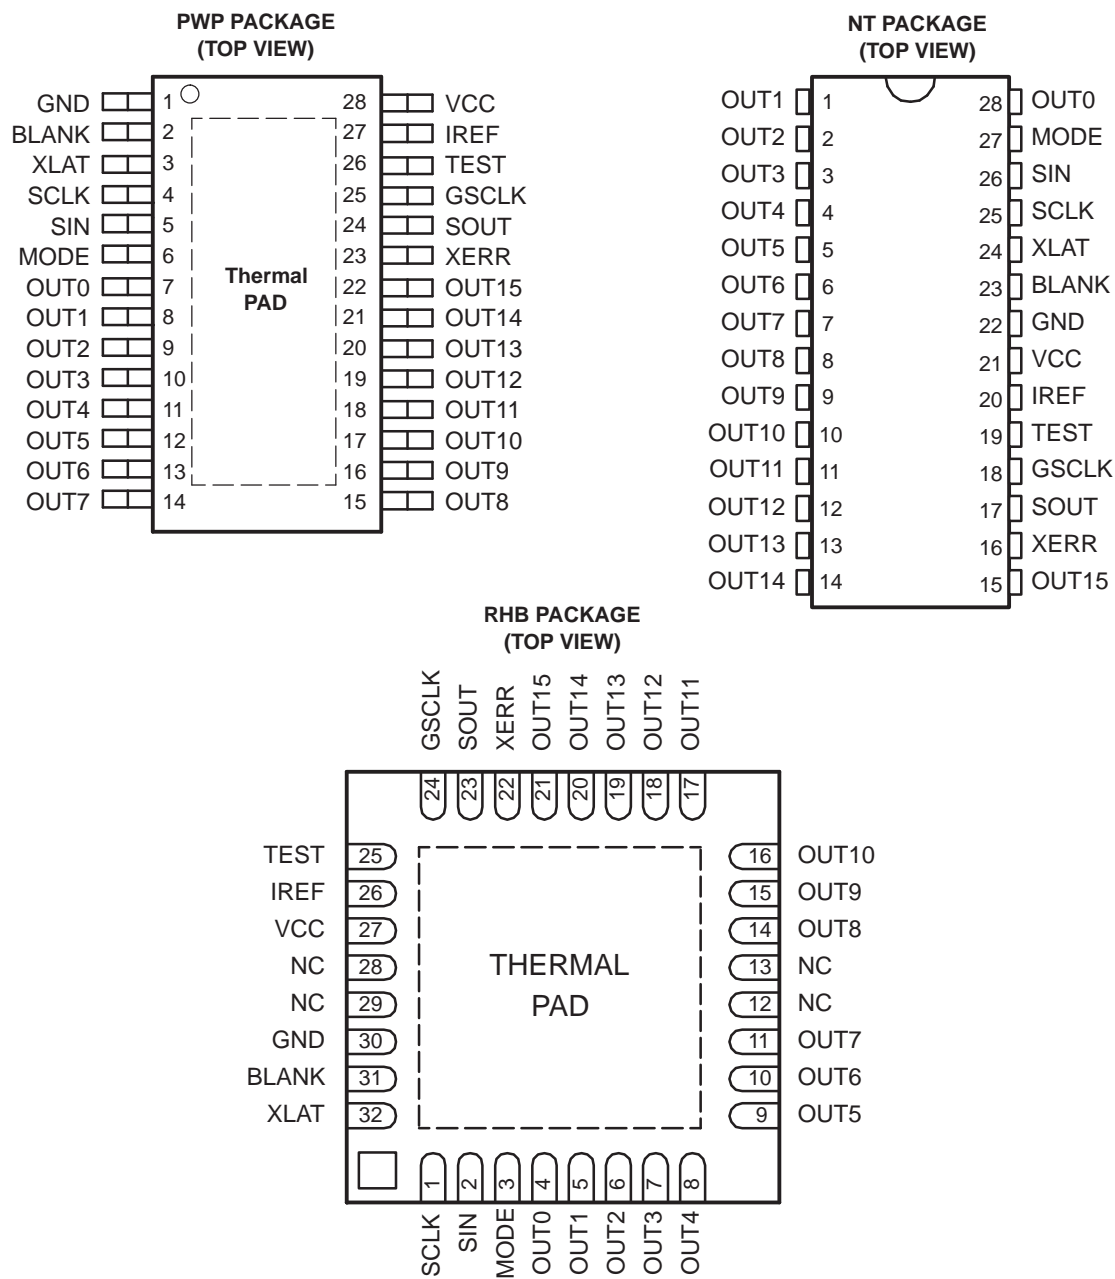 PWP PACKAGE
(TOP VIEW)
GND 1 28 VCC
BLANK 2 27 IREF
XLAT 3 26 TEST
SCLK 4 25 GSCLK
SIN 5 24 SOUT
MODE 6 23 XERR
OUT0 7 22 OUT15
OUT1 8 21 OUT14
OUT2 9 20 OUT13
OUT3 10 19 OUT12
OUT4 11 18 OUT11
OUT5 12 17 OUT10
OUT6 13 16 OUT9
OUT7 14 15 OUT8
Thermal
PAD
NT PACKAGE
(TOP VIEW)
OUT1 1 28 OUT0
OUT2 2 27 MODE
OUT3 3 26 SIN
OUT4 4 25 SCLK
OUT5 5 24 XLAT
OUT6 6 23 BLANK
OUT7 7 22 GND
OUT8 8 21 VCC
OUT9 9 20 IREF
OUT10 10 19 TEST
OUT11 11 18 GSCLK
OUT12 12 17 SOUT
OUT13 13 16 XERR
OUT14 14 15 OUT15
RHB PACKAGE
(TOP VIEW)
GSCLK SOUT XERR OUT15 OUT14 OUT13 OUT12 OUT11
24 23 22 21 20 19 18 17
TEST 25 16 OUT10
IREF 26 15 OUT9
VCC 27 14 OUT8
NC 28 13 NC
NC 29 12 NC
GND 30 11 OUT7
BLANK 31 10 OUT6
XLAT 32 9 OUT5
THERMAL
PAD
1 2 3 4 5 6 7 8
SCLK SIN MODE OUT0 OUT1 OUT2 OUT3 OUT4